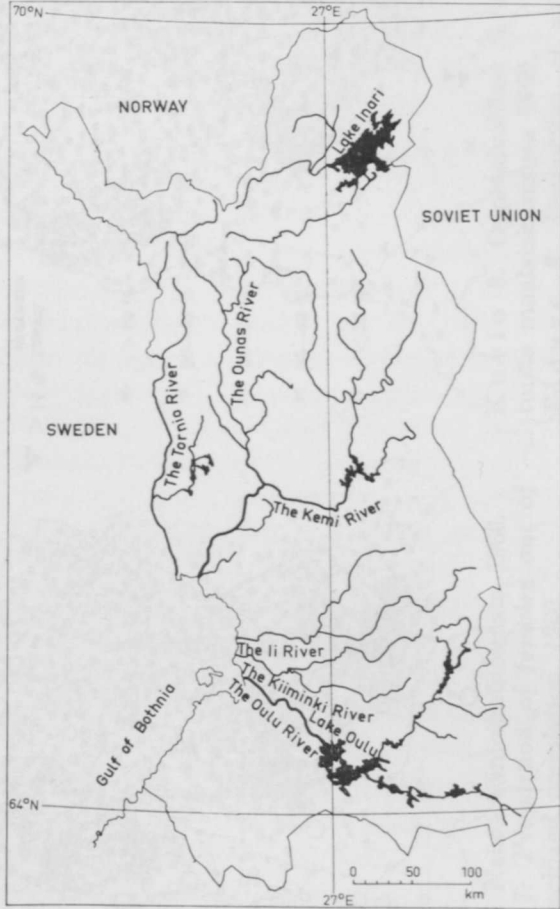 70°N
27°E
NORWAY
Lake Inari
SOVIET UNION
The Ounas River
The Tornio River
SWEDEN
The Kemi River
The Ii River
The Kiiminki River
Lake Oulu
The Oulu River
Gulf of Bothnia
64°N
0 50 100
km
27°E